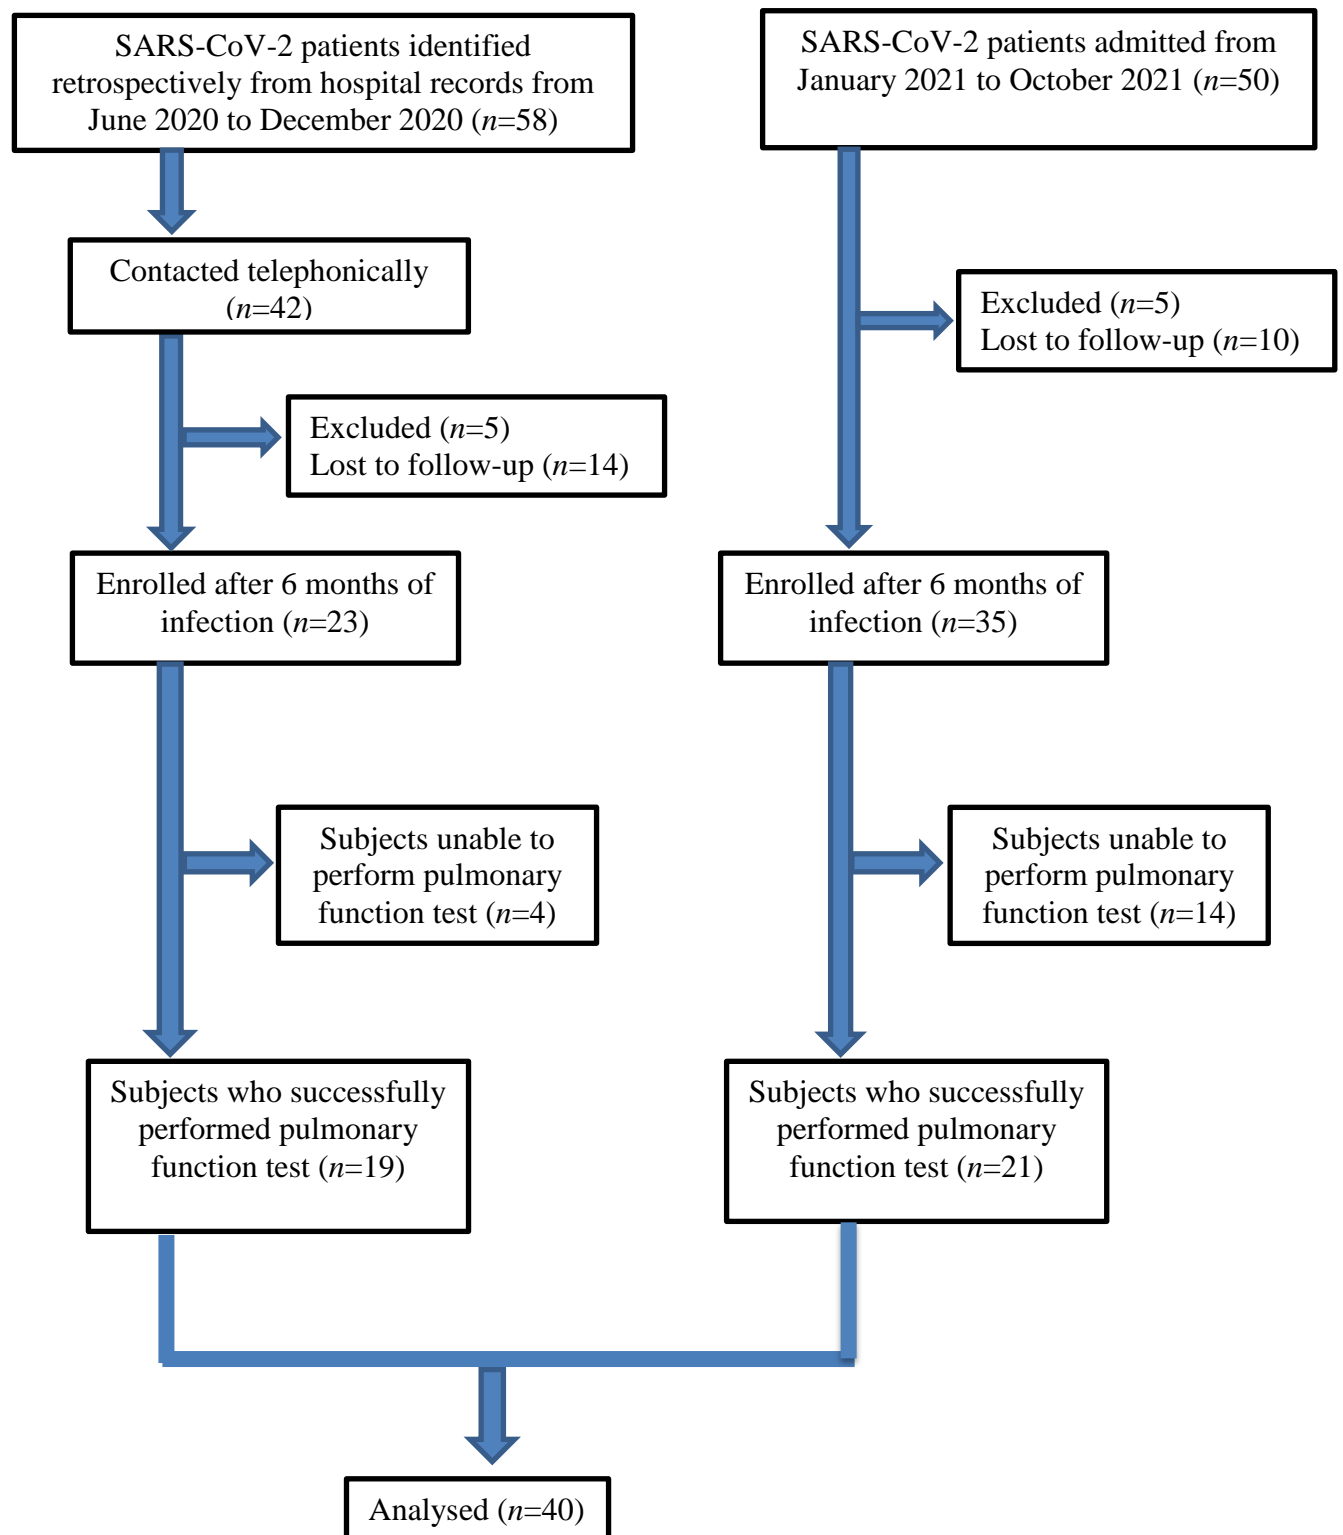 SARS-CoV-2 patients identified
retrospectively from hospital records from
June 2020 to December 2020 (n=58)
SARS-CoV-2 patients admitted from
January 2021 to October 2021 (n=50)
Contacted telephonically
(n=42)
Excluded (n=5)
Lost to follow-up (n=10)
Excluded (n=5)
Lost to follow-up (n=14)
Enrolled after 6 months of
infection (n=23)
Enrolled after 6 months of
infection (n=35)
Subjects unable to
perform pulmonary
function test (n=4)
Subjects unable to
perform pulmonary
function test (n=14)
Subjects who successfully
performed pulmonary
function test (n=19)
Subjects who successfully
performed pulmonary
function test (n=21)
Analysed (n=40)